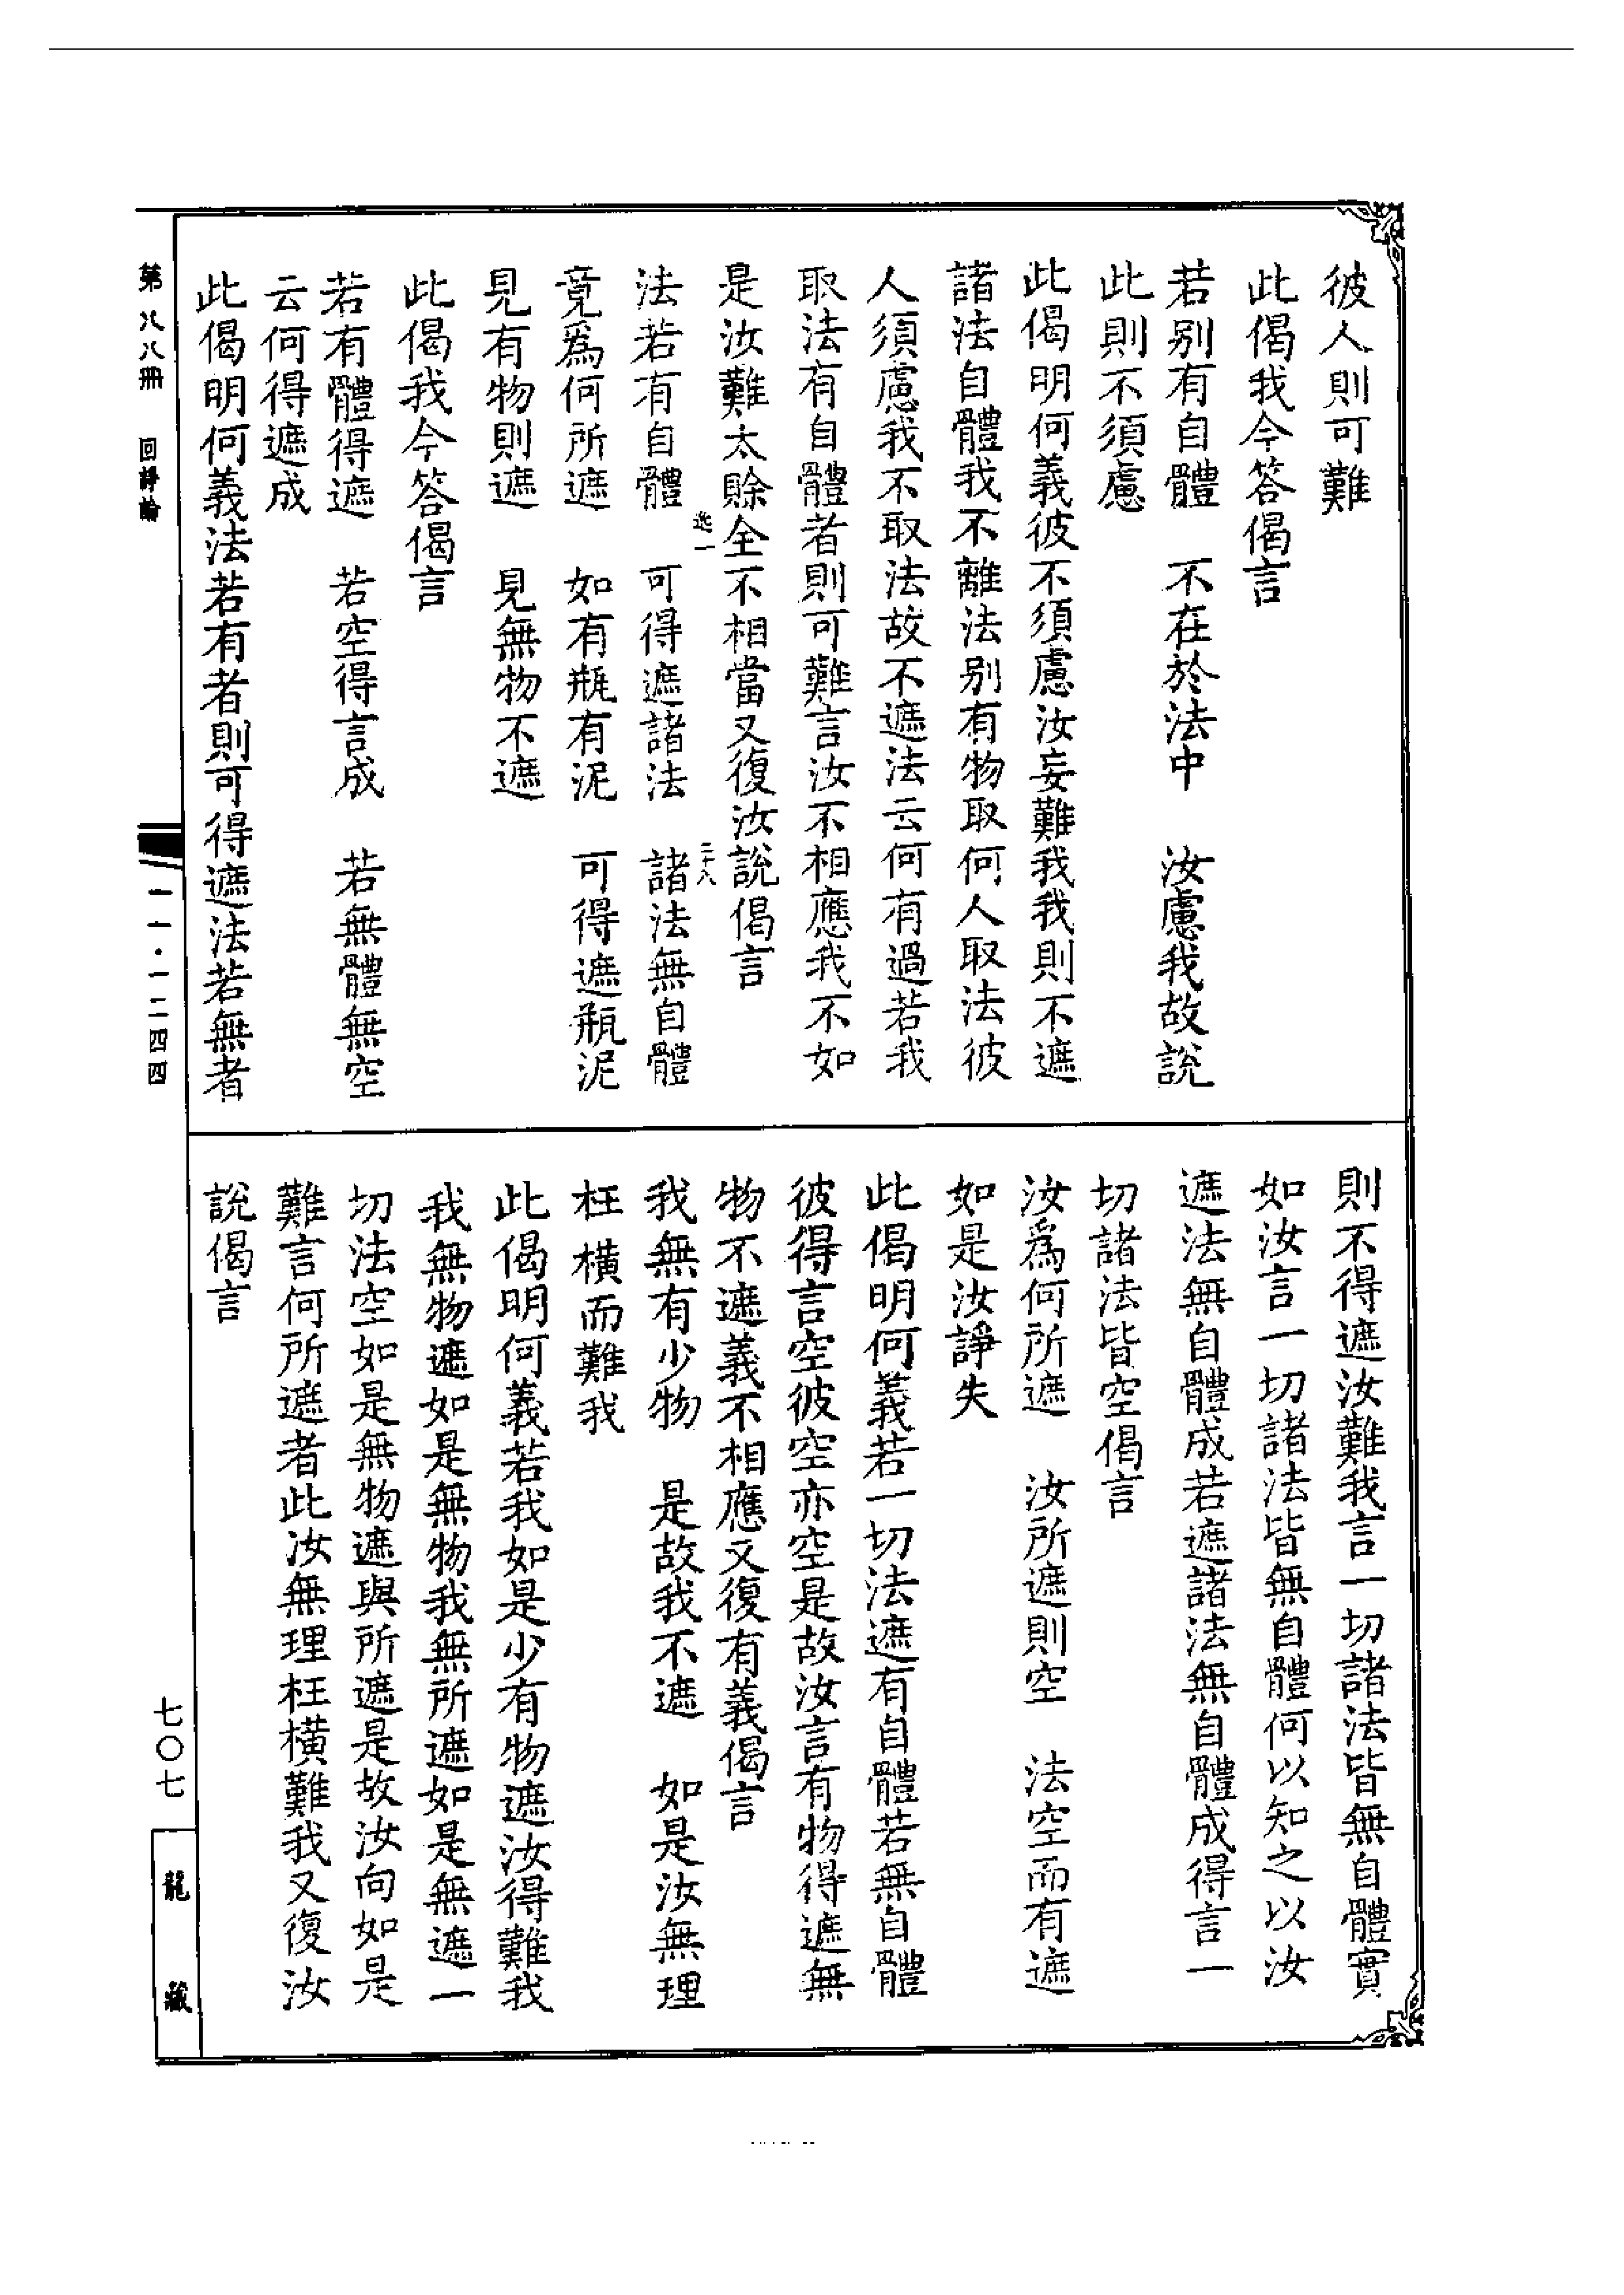 彼人則可難
此偈我今答偈言
若別有自體　不在於法中　汝慮我故說
此則不須慮
此偈明何義彼不須慮汝妄難我我則不遮
諸法自體我不離法別有物取何人取法彼
人須慮我不取法故不遮法云何有過若我
取法有自體者則可難言汝不相應我不如
是汝難太賒全不相當又復汝說偈言
逸一
二十八
法若有自體　可得遮諸法　諸法無自體
竟爲何所遮　如有瓶有泥　可得遮瓶泥
見有物則遮　見無物不遮
此偈我今答偈言
若有體得遮　若空得言成　若無體無空
云何得遮成
此偈明何義法若有者則可得遮法若無者
則不得遮汝難我言一切諸法皆無自體實
如汝言一切諸法皆無自體何以知之以汝
遮法無自體成若遮諸法無自體成得言一
切諸法皆空偈言
汝爲何所遮　汝所遮則空　法空而有遮
如是汝諍失
此偈明何義若一切法遮有自體若無自體
彼得言空彼空亦空是故汝言有物得遮無
物不遮義不相應又復有義偈言
我無有少物　是故我不遮　如是汝無理
枉橫而難我
此偈明何義若我如是少有物遮汝得難我
我無物遮如是無物我無所遮如是無遮一
切法空如是無物遮與所遮是故汝向如是
難言何所遮者此汝無理枉橫難我又復汝
說偈言
第八八冊　回諍論
一一·一二四四
七〇七
龍藏